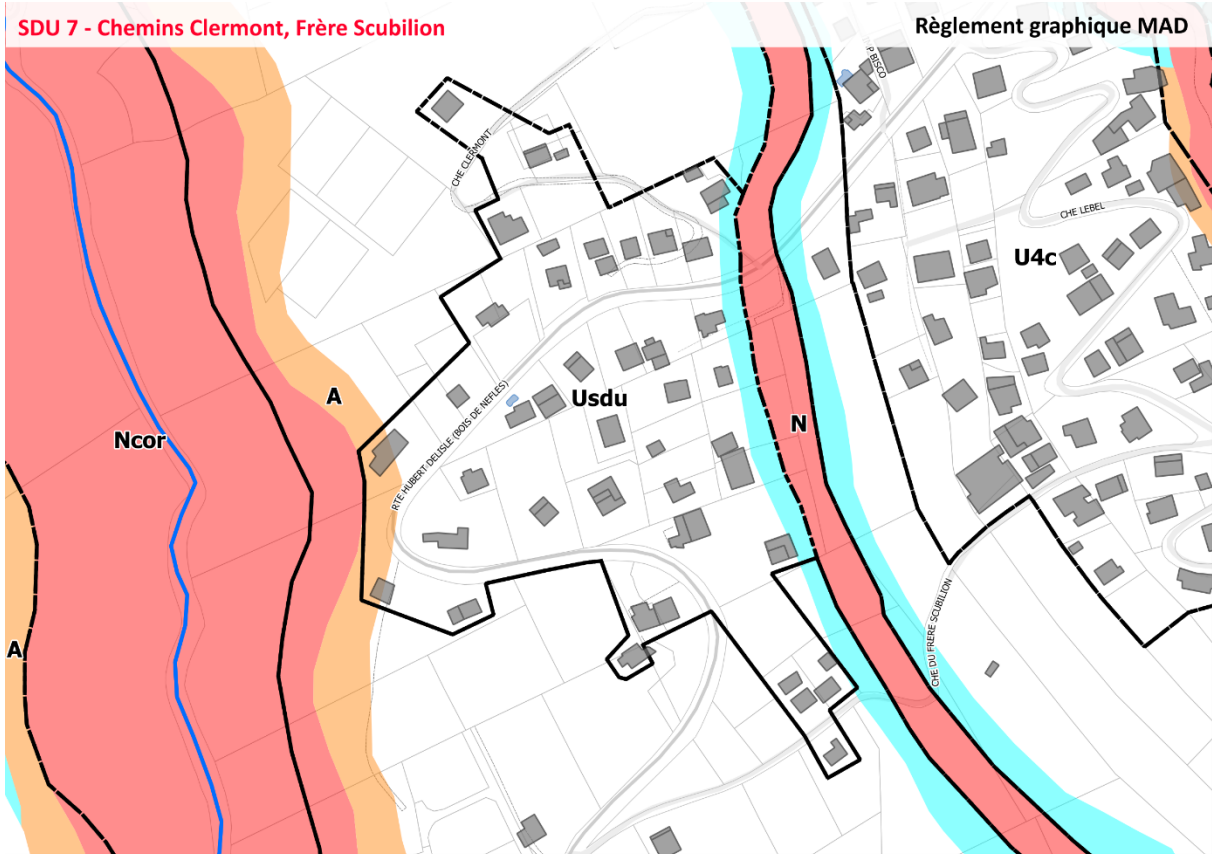 SDU 7 - Chemins Clermont, Frère Scubilion
Règlement graphique MAD
CHE CLERMONT
CHE LEBEL
U4c
A
Usdu
RTE HUBERT DELISLE (BOIS DE NEFLES)
N
Ncor
CHE DU FRERE SCUBILION
A